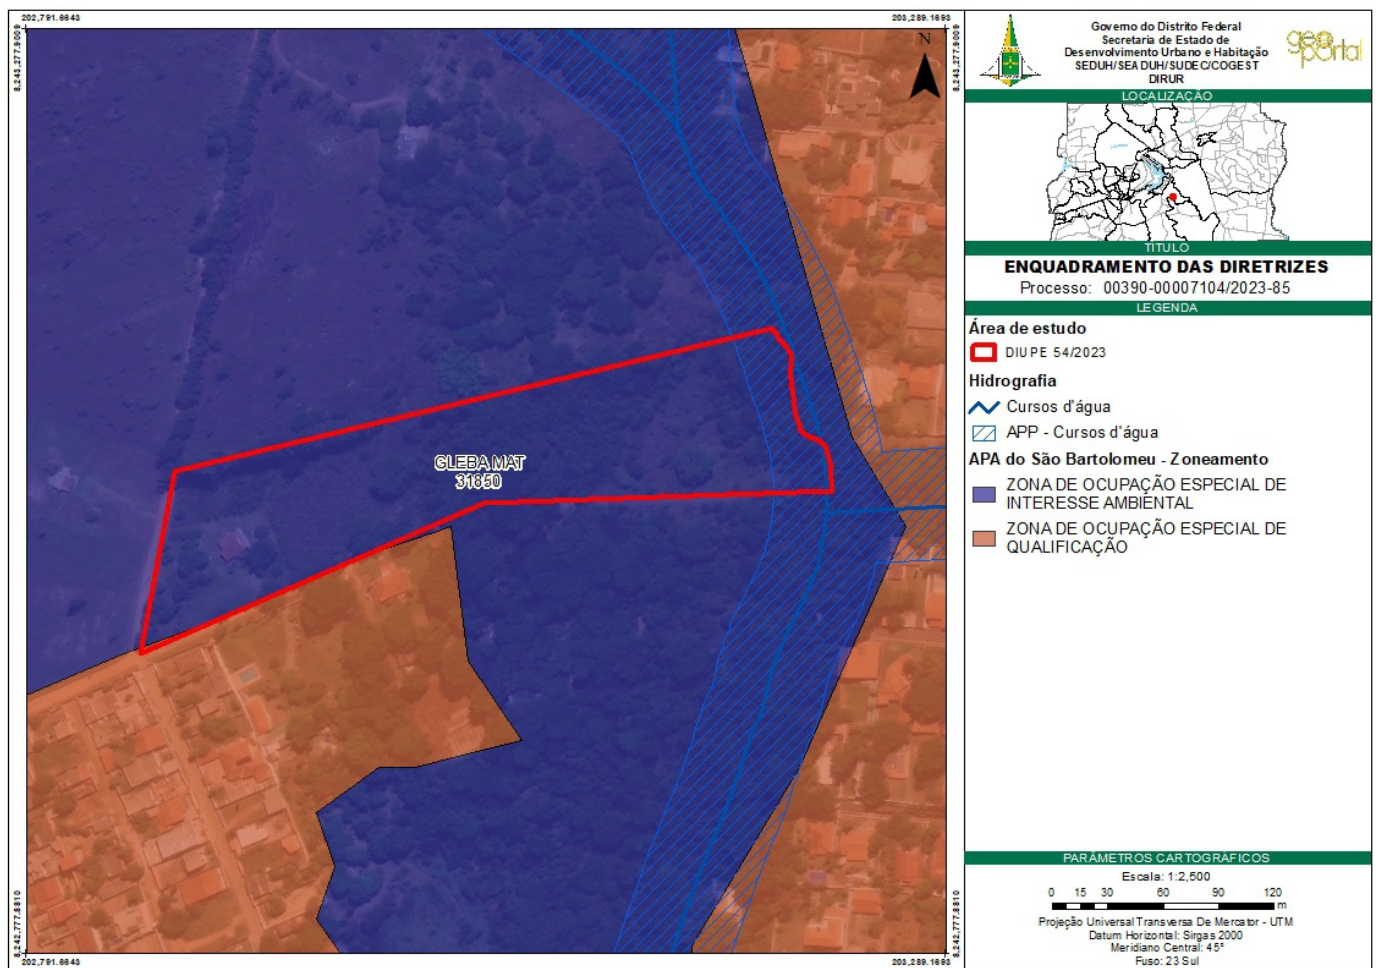 202,791.6643
203,289.1693
8,243,277.9009
8,243,277.9009
N
GLEBA MAT
31850
8,242,777.8810
8,242,777.8810
202,791.6643
203,289.1693
Governo do Distrito Federal
Secretaria de Estado de
Desenvolvimento Urbano e Habitação
SEDUH/SEADUH/SUDEC/COGEST
DIRUR
geo
portal
LOCALIZAÇÃO
TÍTULO
ENQUADRAMENTO DAS DIRETRIZES
Processo: 00390-00007104/2023-85
LEGENDA
Área de estudo
DIUPE 54/2023
Hidrografia
Cursos d'água
APP - Cursos d'água
APA do São Bartolomeu - Zoneamento
ZONA DE OCUPAÇÃO ESPECIAL DE
INTERESSE AMBIENTAL
ZONA DE OCUPAÇÃO ESPECIAL DE
QUALIFICAÇÃO
PARÂMETROS CARTOGRÁFICOS
Escala: 1:2,500
0 15 30 60 90 120
m
Projeção Universal Transversa De Mercator - UTM
Datum Horizontal: Sirgas 2000
Meridiano Central: 45°
Fuso: 23 Sul